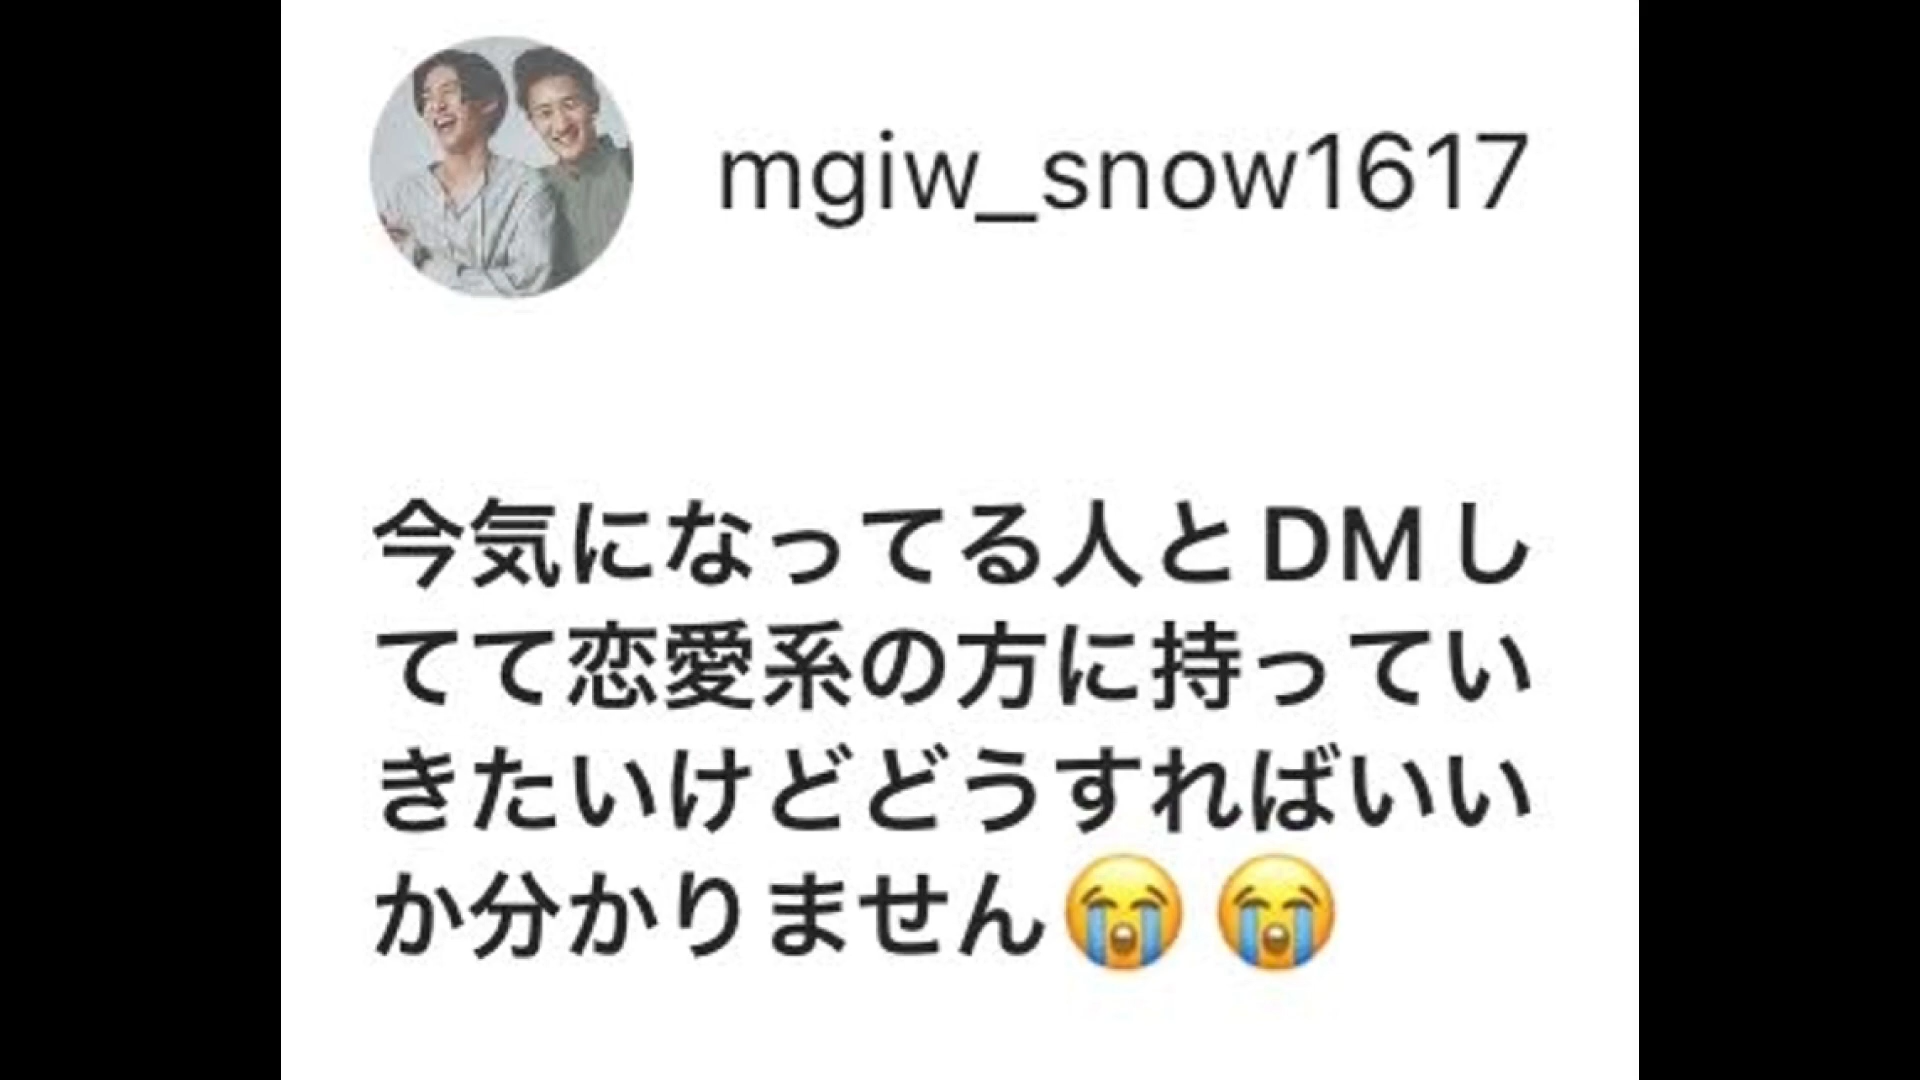 mgiw_snow1617
今気になってる人とDMし
てて恋愛系の方に持ってい
きたいけどどうすればいい
か分かりません😭😭